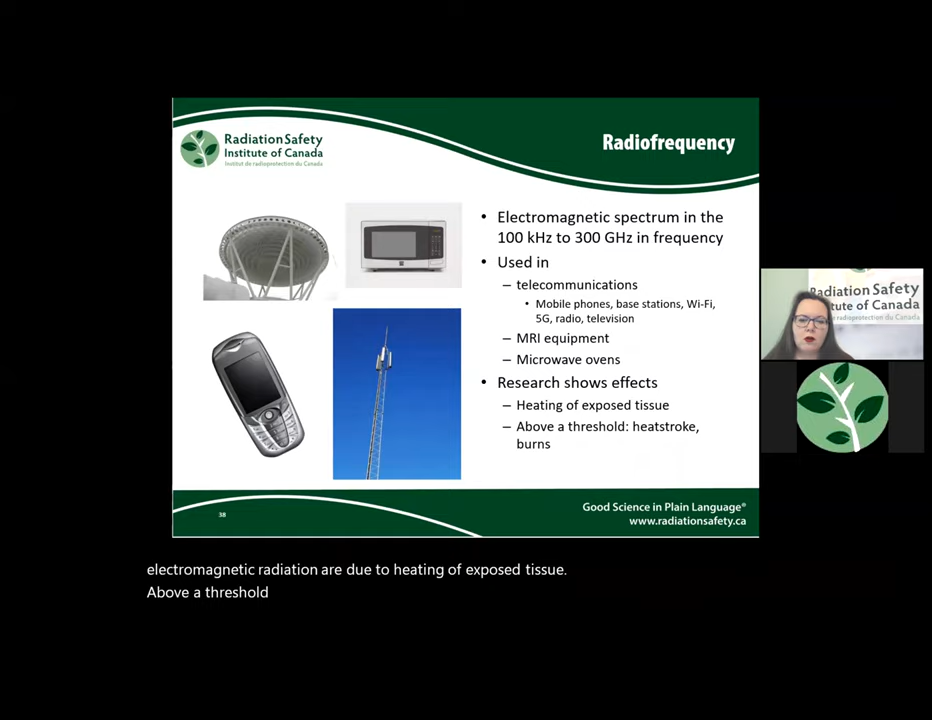 Radiation Safety
Institute of Canada
Institut de radioprotection du Canada
Radiofrequency
• Electromagnetic spectrum in the
100 kHz to 300 GHz in frequency
• Used in
– telecommunications
• Mobile phones, base stations, Wi-Fi,
5G, radio, television
– MRI equipment
– Microwave ovens
• Research shows effects
– Heating of exposed tissue
– Above a threshold: heatstroke,
burns
38
Good Science in Plain Language®
www.radiationsafety.ca
Radiation Safety
tute of Canada
radioprotection du Canada
electromagnetic radiation are due to heating of exposed tissue.
Above a threshold